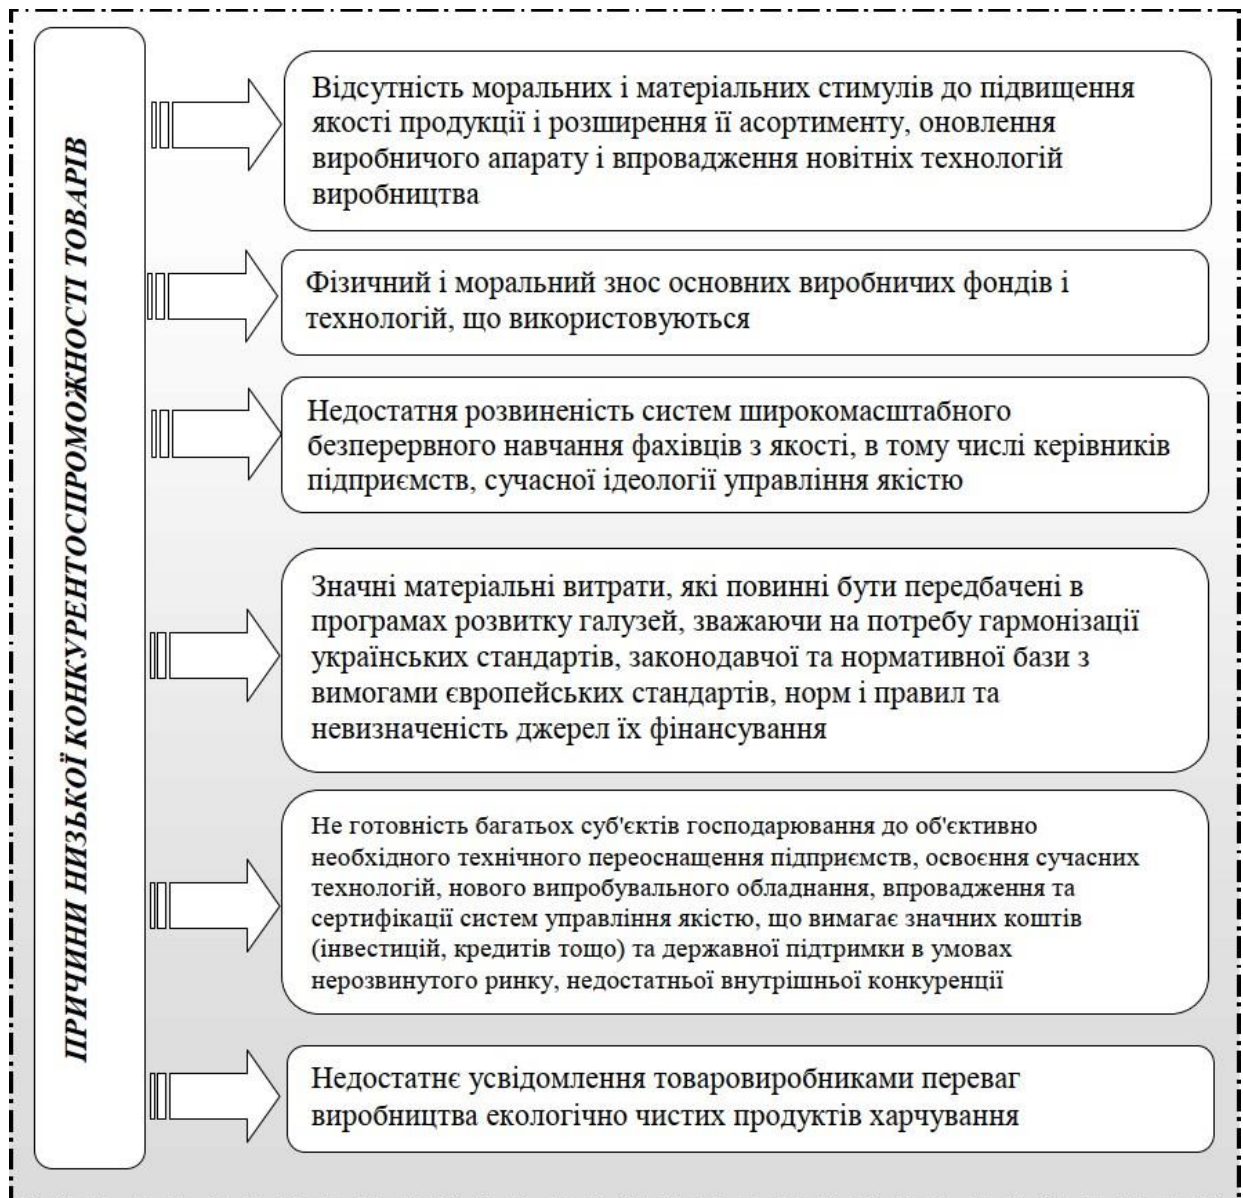 ПРИЧИНИ НИЗЬКОЇ КОНКУРЕНТОСПРОМОЖНОСТІ ТОВАРІВ
Відсутність моральних і матеріальних стимулів до підвищення
якості продукції і розширення її асортименту, оновлення
виробничого апарату і впровадження новітніх технологій
виробництва
Фізичний і моральний знос основних виробничих фондів і
технологій, що використовуються
Недостатня розвиненість систем широкомасштабного
безперервного навчання фахівців з якості, в тому числі керівників
підприємств, сучасної ідеології управління якістю
Значні матеріальні витрати, які повинні бути передбачені в
програмах розвитку галузей, зважаючи на потребу гармонізації
українських стандартів, законодавчої та нормативної бази з
вимогами європейських стандартів, норм і правил та
невизначеність джерел їх фінансування
Не готовність багатьох суб'єктів господарювання до об'єктивно
необхідного технічного переоснащення підприємств, освоєння сучасних
технологій, нового випробувального обладнання, впровадження та
сертифікації систем управління якістю, що вимагає значних коштів
(інвестицій, кредитів тощо) та державної підтримки в умовах
нерозвинутого ринку, недостатньої внутрішньої конкуренції
Недостатнє усвідомлення товаровиробниками переваг
виробництва екологічно чистих продуктів харчування